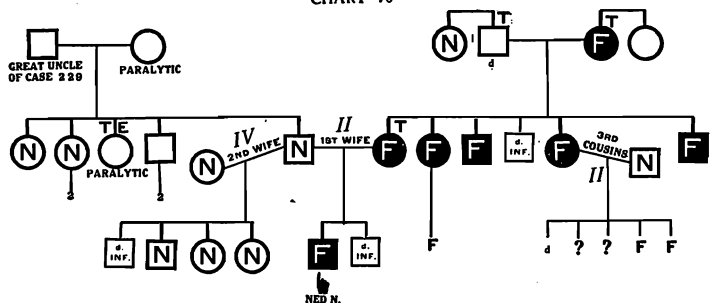 CHART
T
T
N
I
d
F
GREAT UNCLE
OF CASE 229
PARALYTIC
N
N
T E
PARALYTIC
2
2
IV
2ND WIFE
N
N
II
1ST WIFE
T
F
F
F
d.
INF.
F
3RD
COUSINS
II
N
F
d.
INF.
N
N
N
F
d.
INF.
F
d
?
?
F
F
NED N.